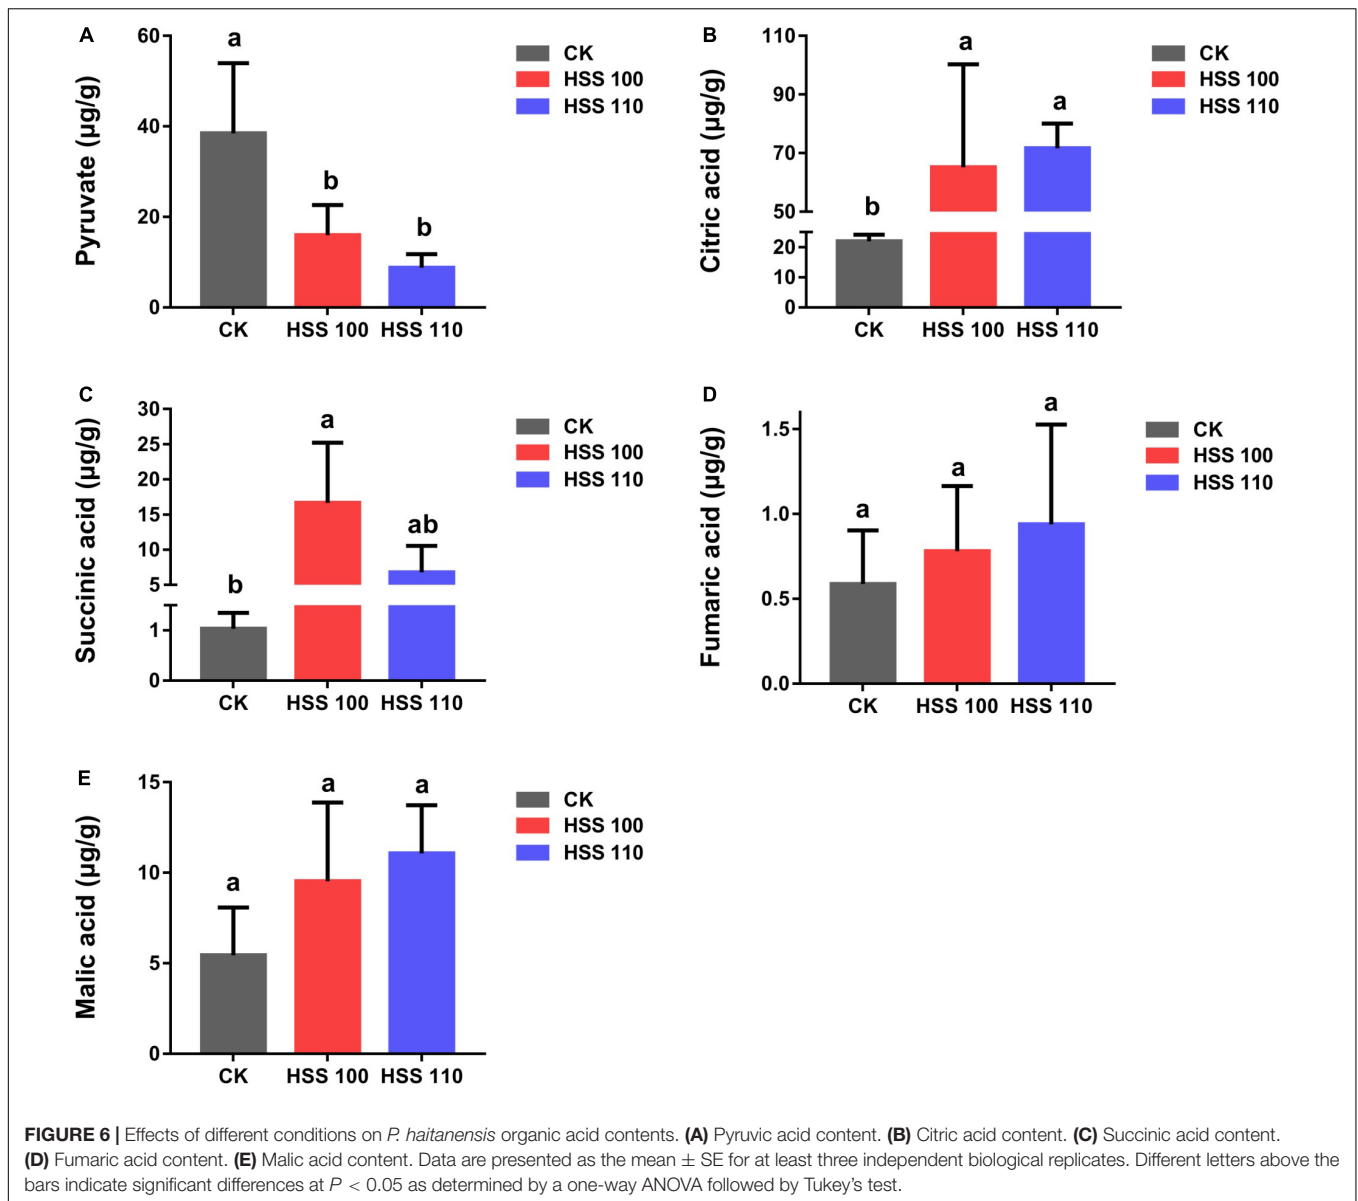 A
Pyruvate (µg/g)
60
40
20
0
a
b
b
CK
HSS 100
HSS 110
CK
HSS 100
HSS 110
B
Citric acid (µg/g)
110
90
70
50
20
10
0
b
a
a
CK
HSS 100
HSS 110
CK
HSS 100
HSS 110
C
Succinic acid (µg/g)
30
25
20
15
10
5
1
0
b
a
ab
CK
HSS 100
HSS 110
CK
HSS 100
HSS 110
D
Fumaric acid (µg/g)
1.5
1.0
0.5
0.0
a
a
a
CK
HSS 100
HSS 110
CK
HSS 100
HSS 110
E
Malic acid (µg/g)
15
10
5
0
a
a
a
CK
HSS 100
HSS 110
CK
HSS 100
HSS 110
FIGURE 6 | Effects of different conditions on P. haitanensis organic acid contents. (A) Pyruvic acid content. (B) Citric acid content. (C) Succinic acid content.
(D) Fumaric acid content. (E) Malic acid content. Data are presented as the mean ± SE for at least three independent biological replicates. Different letters above the
bars indicate significant differences at P < 0.05 as determined by a one-way ANOVA followed by Tukey's test.